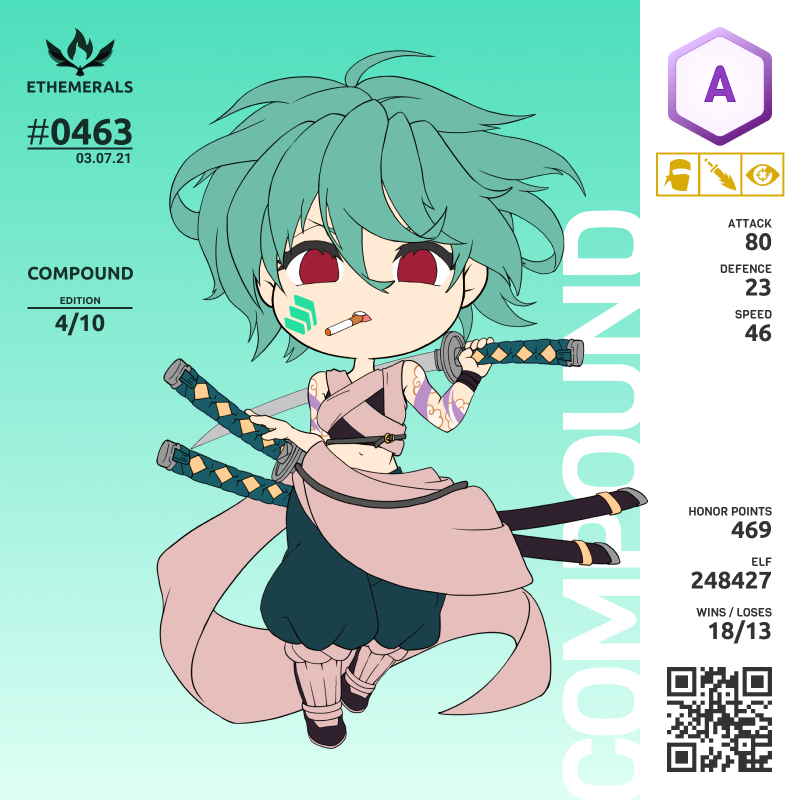 ETHEMERALS
#0463
03.07.21
COMPOUND
EDITION
4/10
COMPOUND
A
ATTACK
80
DEFENCE
23
SPEED
46
HONOR POINTS
469
ELF
248427
WINS / LOSES
18/13